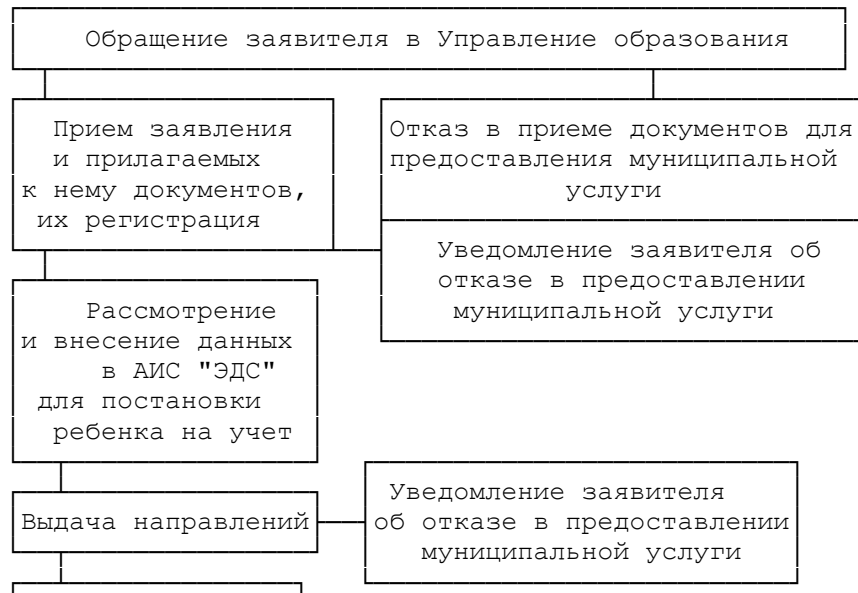 Обращение заявителя в Управление образования
Прием заявления
и прилагаемых
к нему документов,
их регистрация
Отказ в приеме документов для
предоставления муниципальной
услуги
Уведомление заявителя об
отказе в предоставлении
муниципальной услуги
Рассмотрение
и внесение данных
в АИС "ЭДС"
для постановки
ребенка на учет
Выдача направлений
Уведомление заявителя
об отказе в предоставлении
муниципальной услуги